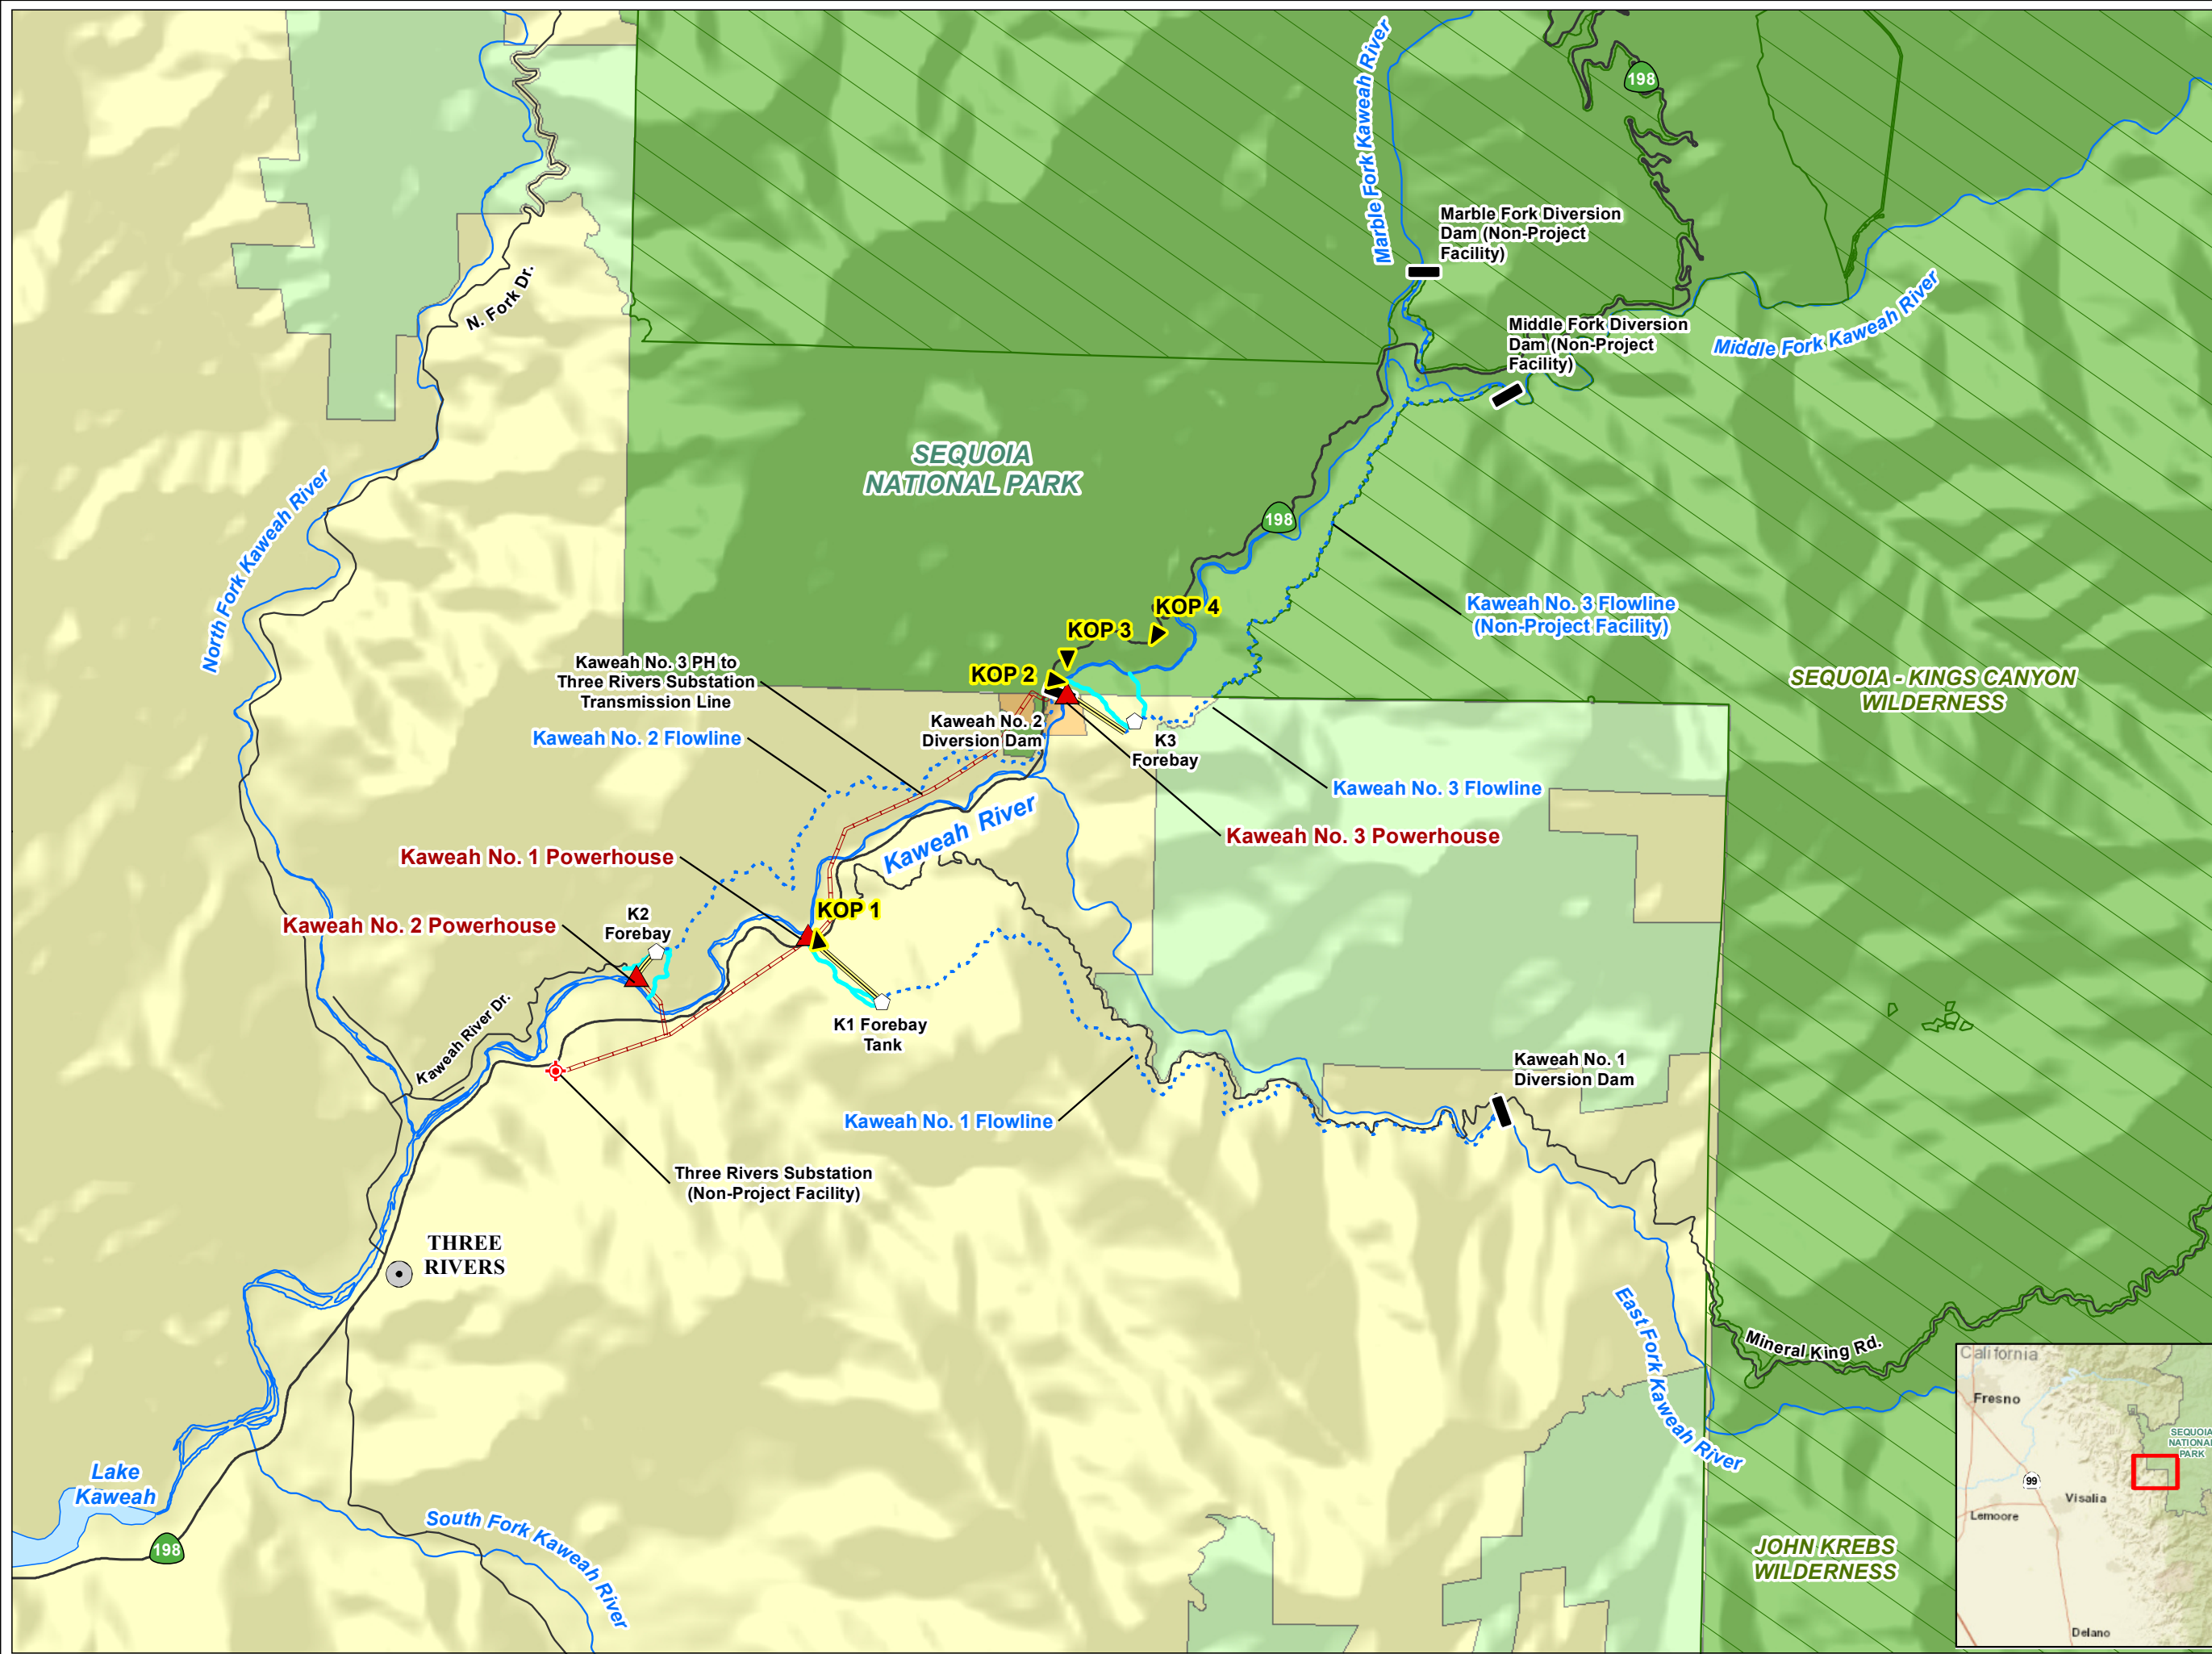 198
Marble Fork Kaweah River
Marble Fork Diversion
Dam (Non-Project
Facility)
N. Fork Dr.
Middle Fork Diversion
Dam (Non-Project
Facility)
Middle Fork Kaweah River
SEQUOIA
NATIONAL PARK
North Fork Kaweah River
198
KOP 4
Kaweah No. 3 Flowline
(Non-Project Facility)
KOP 3
KOP 2
Kaweah No. 3 PH to
Three Rivers Substation
Transmission Line
SEQUOIA - KINGS CANYON
WILDERNESS
Kaweah No. 2
Diversion Dam
Kaweah No. 2 Flowline
K3
Forebay
Kaweah No. 3 Flowline
Kaweah River
Kaweah No. 3 Powerhouse
Kaweah No. 1 Powerhouse
KOP 1
K2
Forebay
Kaweah No. 2 Powerhouse
K1 Forebay
Tank
Kaweah River Dr.
Kaweah No. 1
Diversion Dam
Kaweah No. 1 Flowline
Three Rivers Substation
(Non-Project Facility)
THREE
RIVERS
East Fork Kaweah River
Mineral King Rd.
Lake
Kaweah
198
South Fork Kaweah River
JOHN KREBS
WILDERNESS
California
Fresno
SEQUOIA
NATIONAL
PARK
99
Visalia
Lemoore
Delano